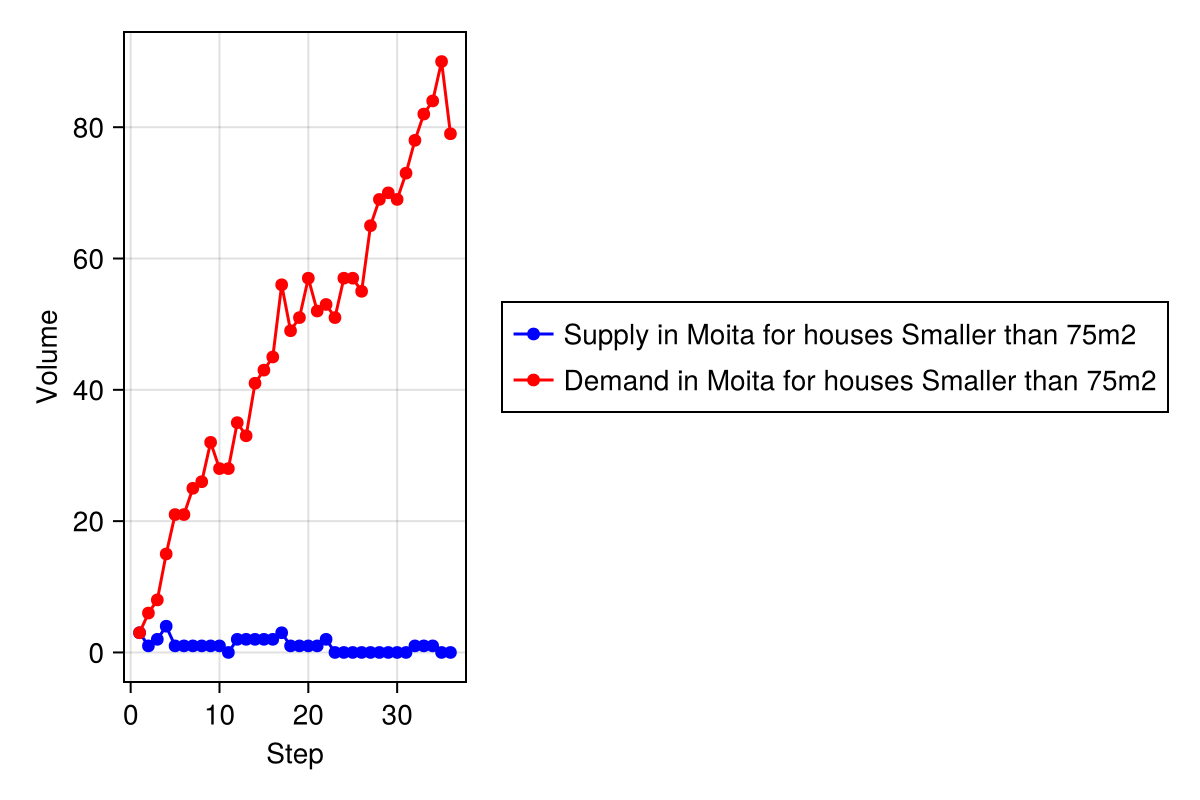 Volume
80
60
40
20
0
0 10 20 30
Step
Supply in Moita for houses Smaller than 75m2
Demand in Moita for houses Smaller than 75m2